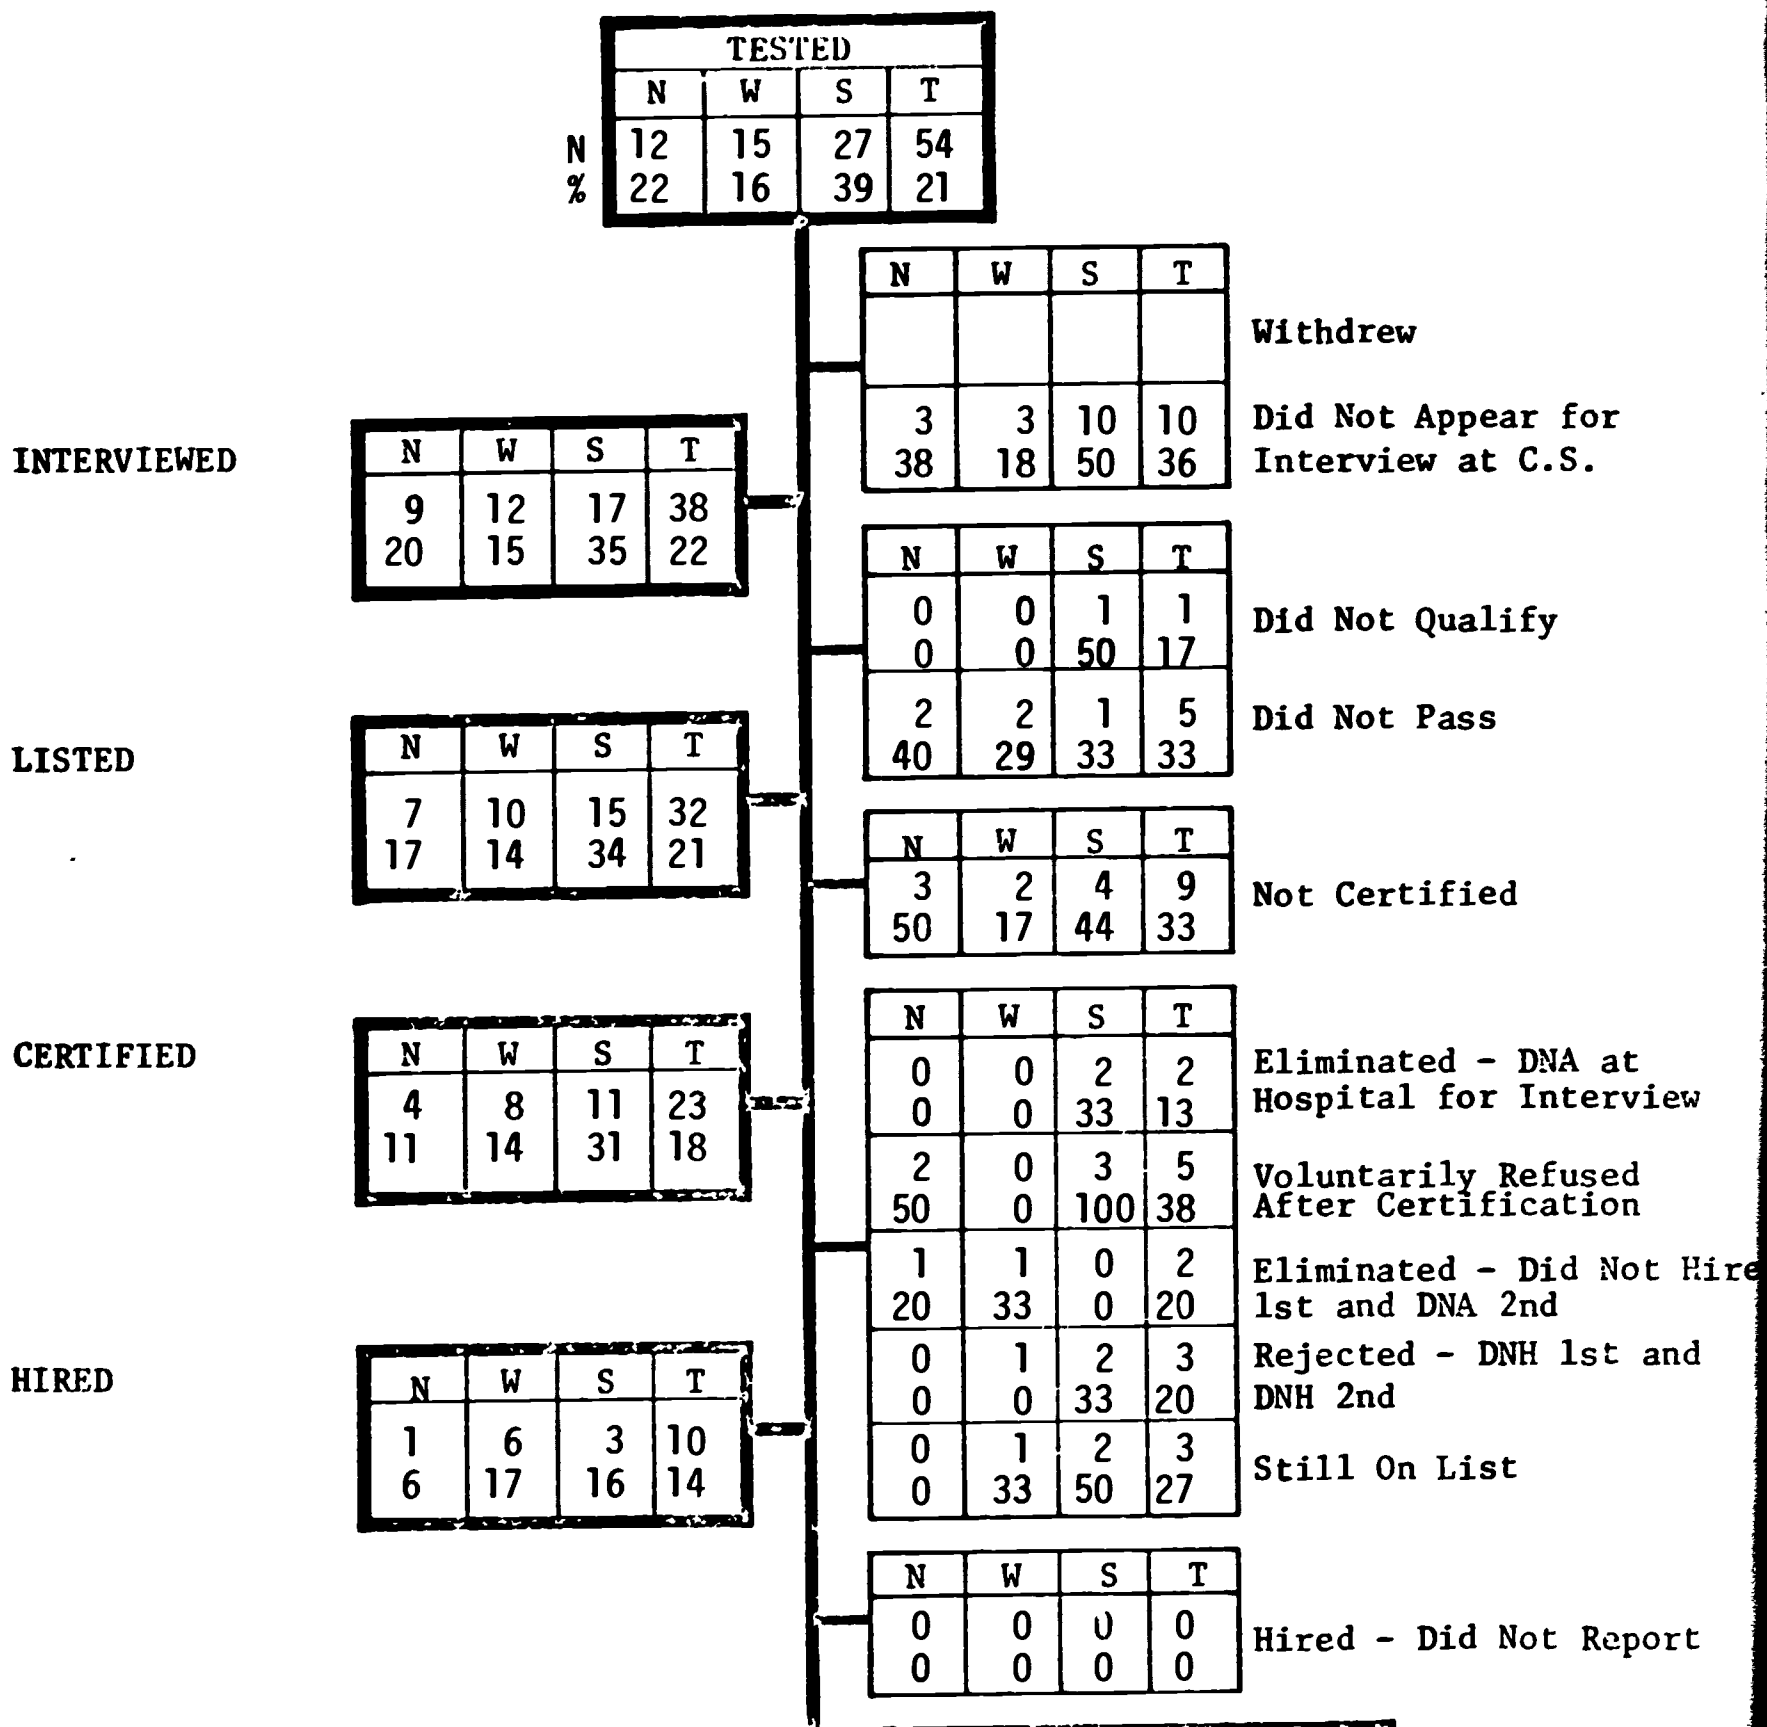 TESTED
N W S T
N 12 15 27 54
% 22 16 39 21
N W S T
Withdrew
3 3 10 10 Did Not Appear for
38 18 50 36 Interview at C.S.
INTERVIEWED
N W S T
9 12 17 38
20 15 35 22
N W S T
0 0 1 1 Did Not Qualify
0 0 50 17
2 2 1 5 Did Not Pass
40 29 33 33
LISTED
N W S T
7 10 15 32
17 14 34 21
N W S T
3 2 4 9 Not Certified
50 17 44 33
CERTIFIED
N W S T
4 8 11 23
11 14 31 18
N W S T
0 0 2 2 Eliminated - DNA at
0 0 33 13 Hospital for Interview
2 0 3 5 Voluntarily Refused
50 0 100 38 After Certification
1 1 0 2 Eliminated - Did Not Hire
20 33 0 20 1st and DNA 2nd
0 1 2 3 Rejected - DNH 1st and
0 0 33 20 DNH 2nd
0 1 2 3 Still On List
0 33 50 27
HIRED
N W S T
1 6 3 10
6 17 16 14
N W S T
0 0 0 0 Hired - Did Not Report
0 0 0 0